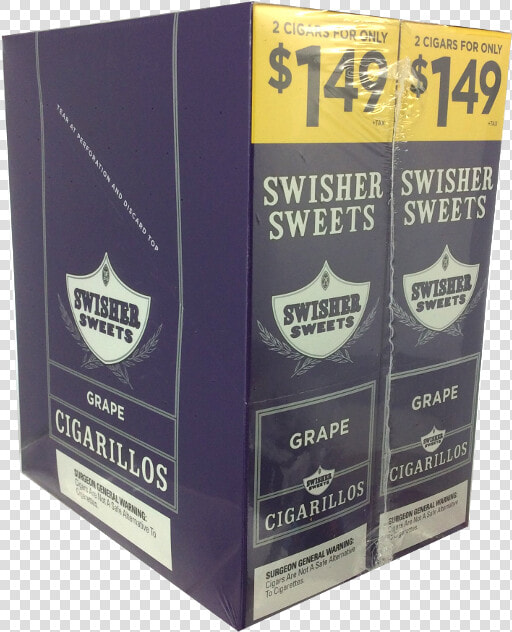 TEAR AT PERFORATION AND DISCARD TOP
SWISHER
SWEETS
GRAPE
CIGARILLOS
SURGEON GENERAL WARNING:
Cigars Are Not A Safe Alternative To
Cigarettes.
2 CIGARS FOR ONLY
$149
+TAX
SWISHER
SWEETS
SWISHER
SWEETS
GRAPE
SWISHER
SWEETS
CIGARILLOS
SURGEON GENERAL WARNING:
Cigars Are Not A Safe Alternative
To Cigarettes.
2 CIGARS FOR ONLY
$149
+TAX
SWISHER
SWEETS
SWISHER
SWEETS
GRAPE
SWISHER
SWEETS
CIGARILLOS
SURGEON GENERAL WARNING:
Cigars Are Not A Safe Alternative
To Cigarettes.